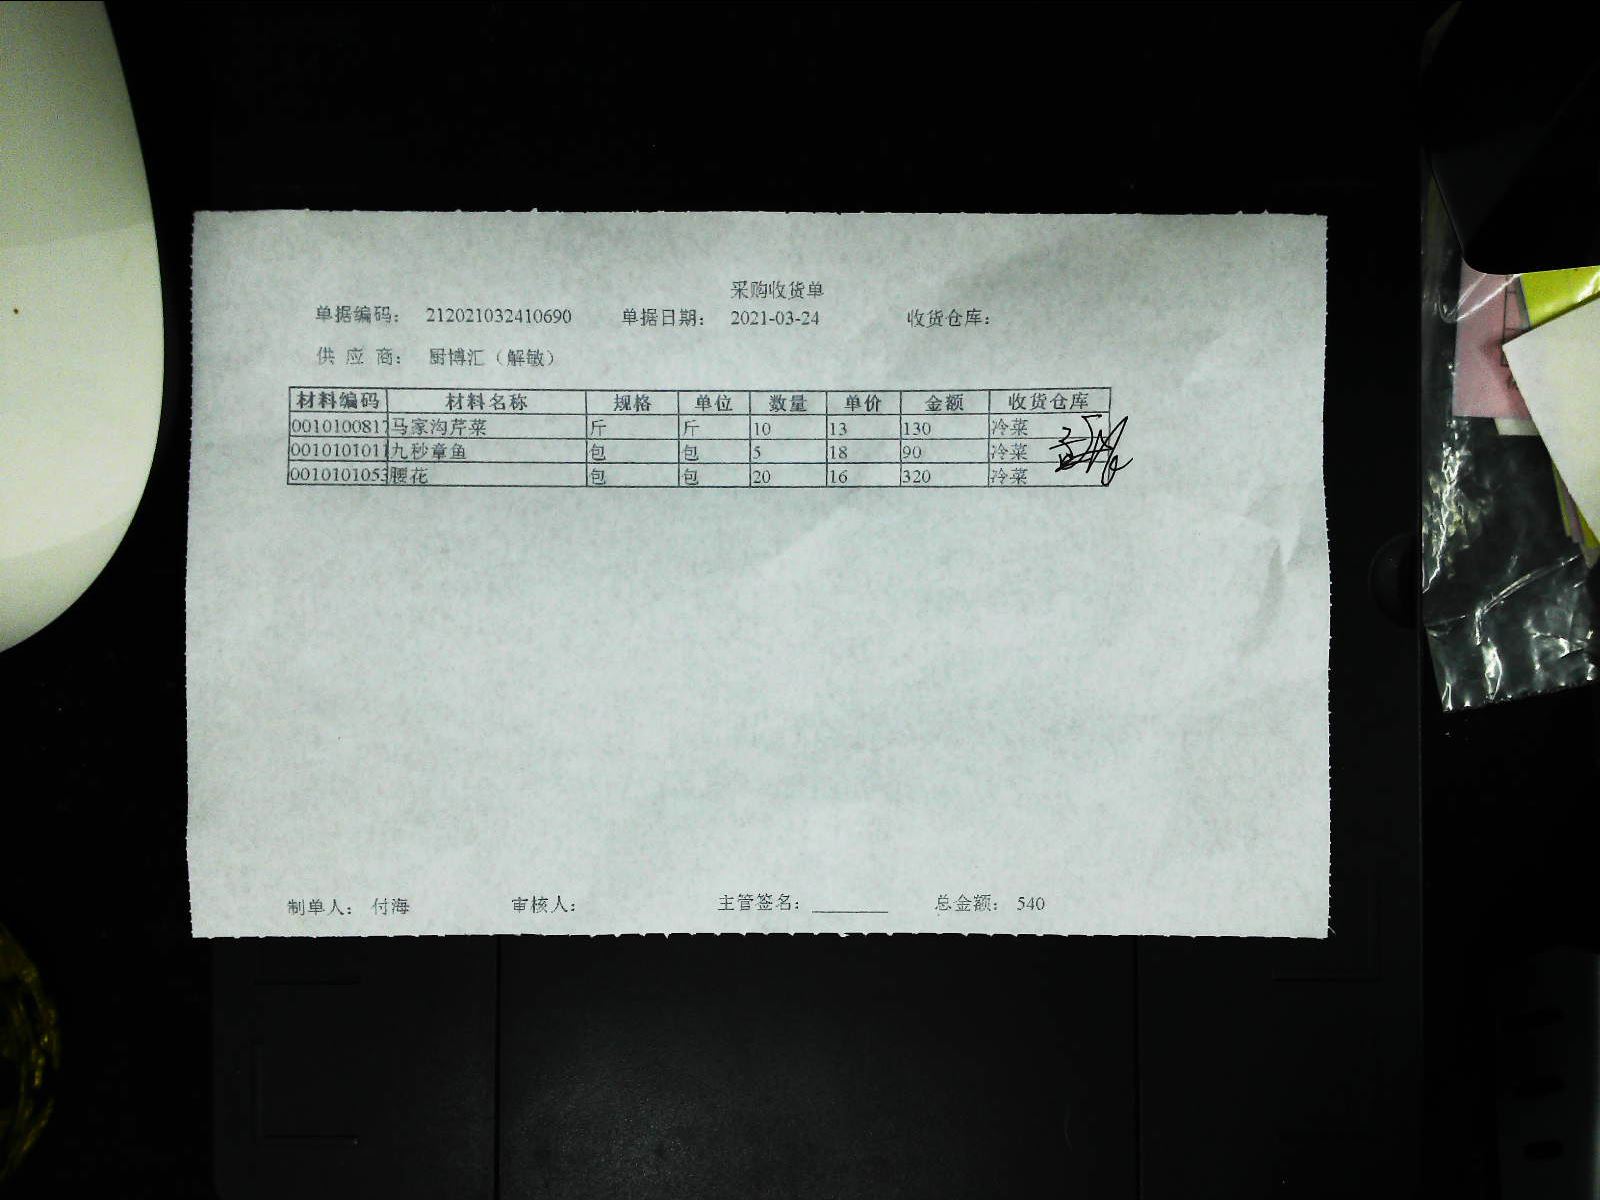 采购收货单
单据编码： 212021032410690 单据日期： 2021-03-24 收货仓库：
供 应 商： 厨博汇（解敏）
材料编码 材料名称 规格 单位 数量 单价 金额 收货仓库
0010100817 马家沟芹菜 斤 斤 10 13 130 冷菜
0010101011 九秒章鱼 包 包 5 18 90 冷菜
0010101053 腰花 包 包 20 16 320 冷菜
制单人： 付海 审核人： 主管签名：________ 总金额： 540